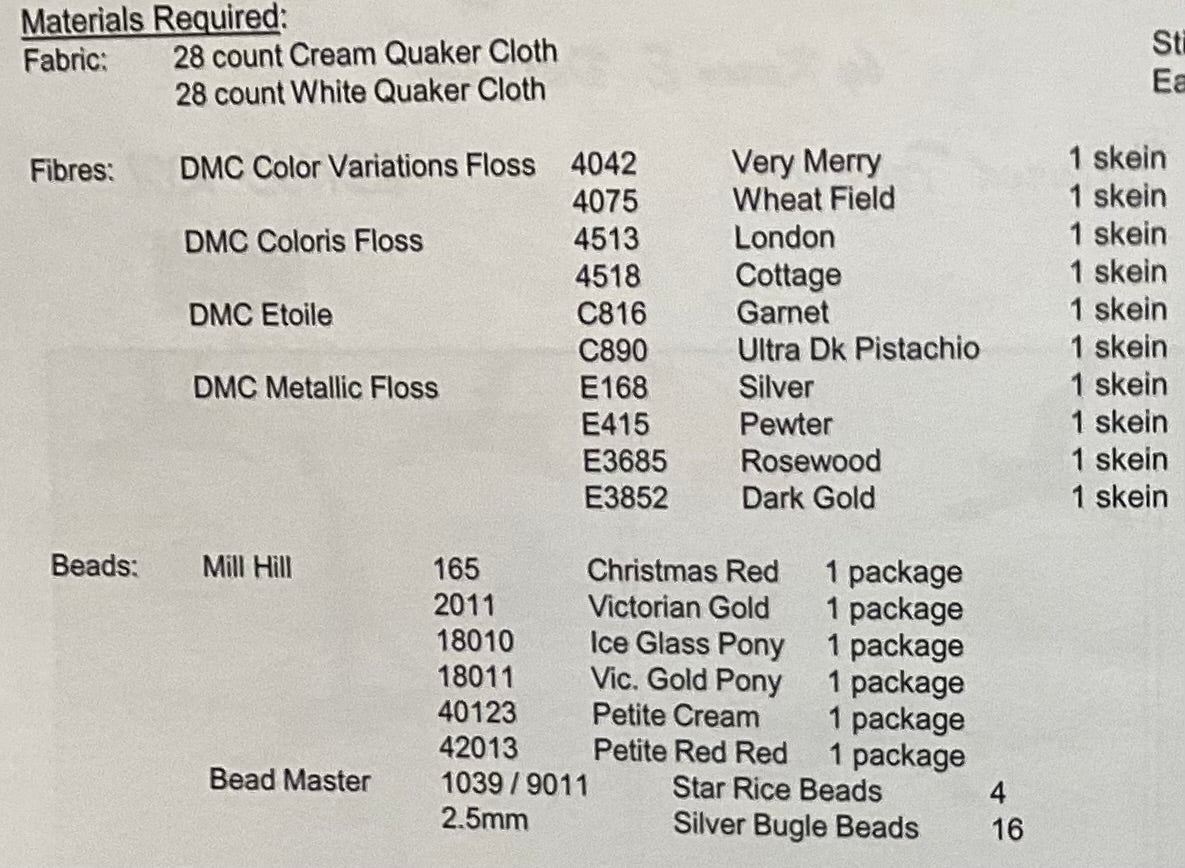 Materials Required:
Fabric: 28 count Cream Quaker Cloth
28 count White Quaker Cloth
Fibres: DMC Color Variations Floss 4042 Very Merry 1 skein
4075 Wheat Field 1 skein
DMC Coloris Floss 4513 London 1 skein
4518 Cottage 1 skein
DMC Etoile C816 Garnet 1 skein
C890 Ultra Dk Pistachio 1 skein
DMC Metallic Floss E168 Silver 1 skein
E415 Pewter 1 skein
E3685 Rosewood 1 skein
E3852 Dark Gold 1 skein
Beads: Mill Hill 165 Christmas Red 1 package
2011 Victorian Gold 1 package
18010 Ice Glass Pony 1 package
18011 Vic. Gold Pony 1 package
40123 Petite Cream 1 package
42013 Petite Red Red 1 package
Bead Master 1039 / 9011 Star Rice Beads 4
2.5mm Silver Bugle Beads 16